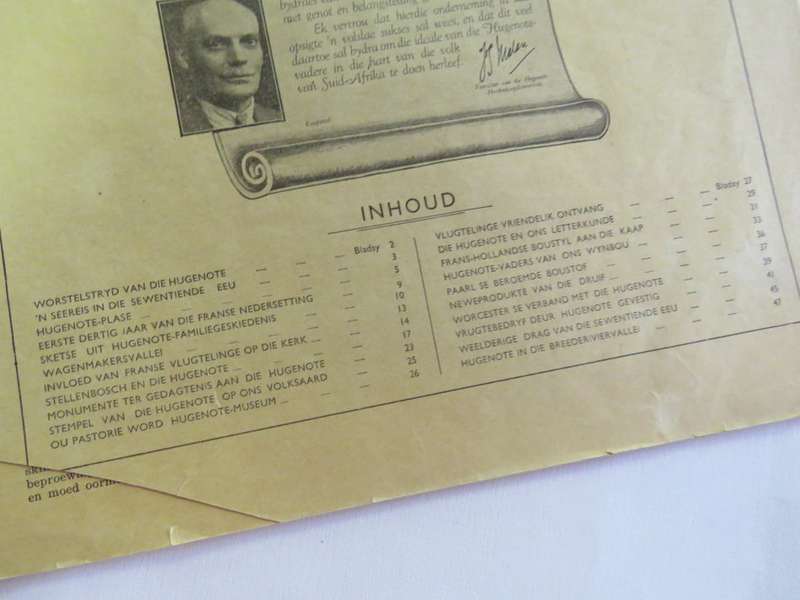 met genot en belangstelling
Ek vertrou dat hierdie onderneming in
opsigte 'n volslae sukses sal wees, en dat dit veel
daartoe sal bydra om die ideale van die Hugenote-
vadere in die hart van die volk
van Suid-Afrika te doen herleef.
INHOUD
WORSTELSTRYD VAN DIE HUGENOTE — — — Bladsy 2
'N SEEREIS IN DIE SEWENTIENDE EEU — — — 3
HUGENOTE-PLASE — — — — — 5
EERSTE DERTIG JAAR VAN DIE FRANSE NEDERSETTING — 9
SKETSE UIT HUGENOTE-FAMILIEGESKIEDENIS — — 10
WAGENMAKERSVALLEI — — — — — 13
INVLOED VAN FRANSE VLUGTELINGE OP DIE KERK — — 14
STELLENBOSCH EN DIE HUGENOTE — — — — 17
MONUMENTE TER GEDAGTENIS AAN DIE HUGENOTE — 23
STEMPEL VAN DIE HUGENOTE OP ONS VOLKSAARD — — 25
OU PASTORIE WORD HUGENOTE-MUSEUM — — — 26
VLUGTELINGE VRIENDELIK ONTVANG — — — Bladsy 27
DIE HUGENOTE EN ONS LETTERKUNDE — — — 29
FRANS-HOLLANDSE BOUSTYL AAN DIE KAAP — — 31
HUGENOTE-VADERS VAN ONS WYNBOU — — — 33
PAARL SE BEROEMDE BOUSTOF — — — — 36
NEWEPRODUKTE VAN DIE DRUIF — — — — 37
WORCESTER SE VERBAND MET DIE HUGENOTE — — 39
VRUGTEBEDRYF DEUR HUGENOTE GEVESTIG — — 41
WEELDERIGE DRAG VAN DIE SEWENTIENDE EEU — — 45
HUGENOTE IN DIE BREEDERIVIERVALLEI — — — 47
beproewin
en moed oorm